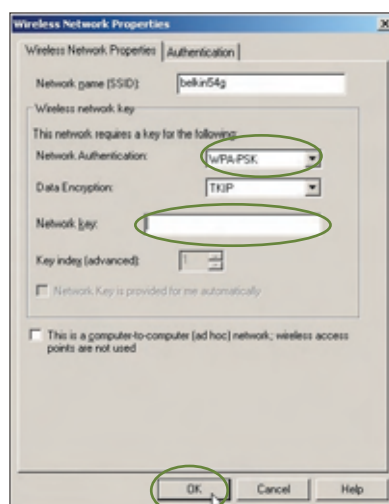 Wireless Network Properties
Wireless Network Properties Authentication
Network name (SSID): belkin54g
Wireless network key
This network requires a key for the following:
Network Authentication: WPA-PSK
Data Encryption: TKIP
Network key:
Key index (advanced): 1
Network Key is provided for me automatically
This is a computer-to-computer (ad hoc) network; wireless access
points are not used
OK Cancel Help